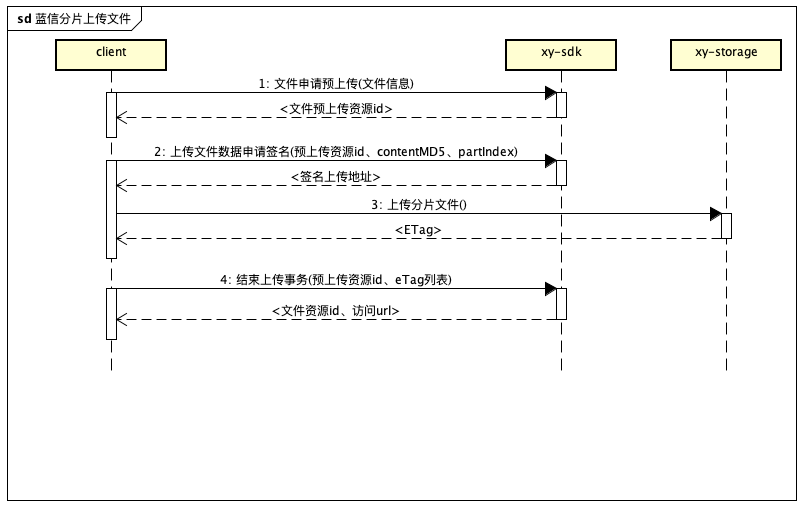 sd 蓝信分片上传文件
client
xy-sdk
xy-storage
1: 文件申请预上传(文件信息)
<文件预上传资源id>
2: 上传文件数据申请签名(预上传资源id、contentMD5、partIndex)
<签名上传地址>
3: 上传分片文件()
<ETag>
4: 结束上传事务(预上传资源id、eTag列表)
<文件资源id、访问url>